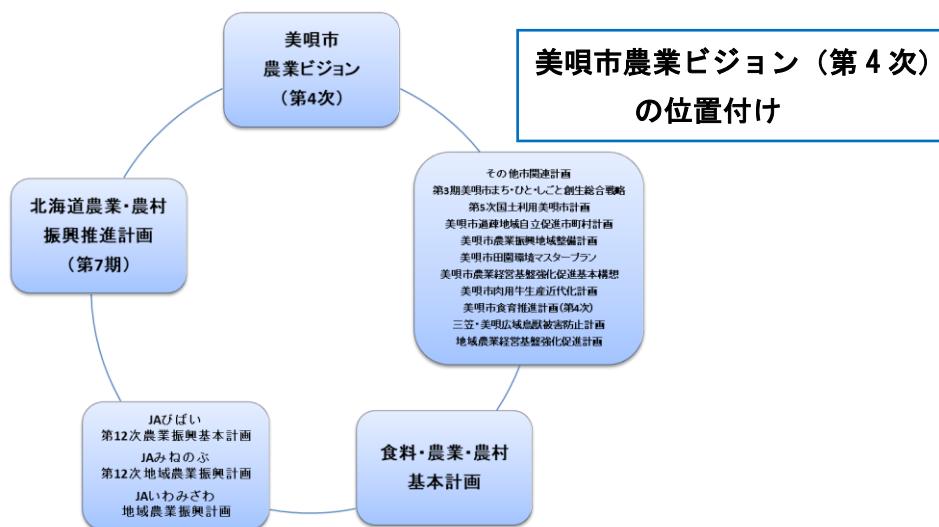 美唄市農業ビジョン（第４次）
の位置付け
美唄市
農業ビジョン
（第4次）
その他市関連計画
第3期美唄市まち・ひと・しごと創生総合戦略
第5次国土利用美唄市計画
美唄市過疎地域自立促進市町村計画
美唄市農業振興地域整備計画
美唄市田園環境マスタープラン
美唄市農業経営基盤強化促進基本構想
美唄市肉用牛生産近代化計画
美唄市食育推進計画(第4次)
三笠・美唄広域鳥獣被害防止計画
地域農業経営基盤強化促進計画
食料・農業・農村
基本計画
JAびばい
第12次農業振興基本計画
JAみねのぶ
第12次地域農業振興計画
JAいわみざわ
地域農業振興計画
北海道農業・農村
振興推進計画
（第7期）